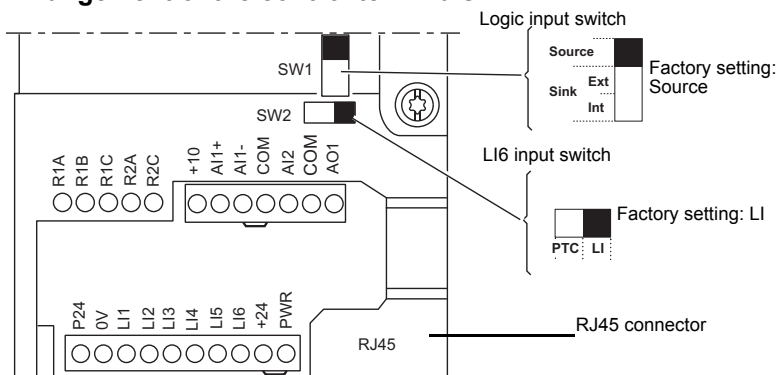 Logic input switch
SW1
Source
Sink
Ext
Int
Factory setting:
Source
SW2
LI6 input switch
Factory setting: LI
PTC LI
R1A
R1B
R1C
R2A
R2C
+10
AI1+
AI1-
COM
AI2
COM
AO1
P24
0V
LI1
LI2
LI3
LI4
LI5
LI6
+24
PWR
RJ45
RJ45 connector